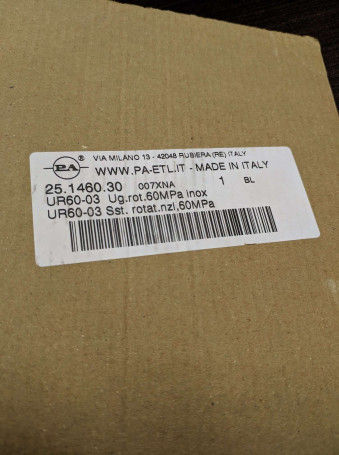 PA ® VIA MILANO 13 - 42048 RUBIERA (RE) ITALY
WWW.PA-ETL.IT - MADE IN ITALY
25.1460.30 007XNA 1 BL
UR60-03 Ug.rot.60MPa inox
UR60-03 Sst. rotat.nzl,60MPa